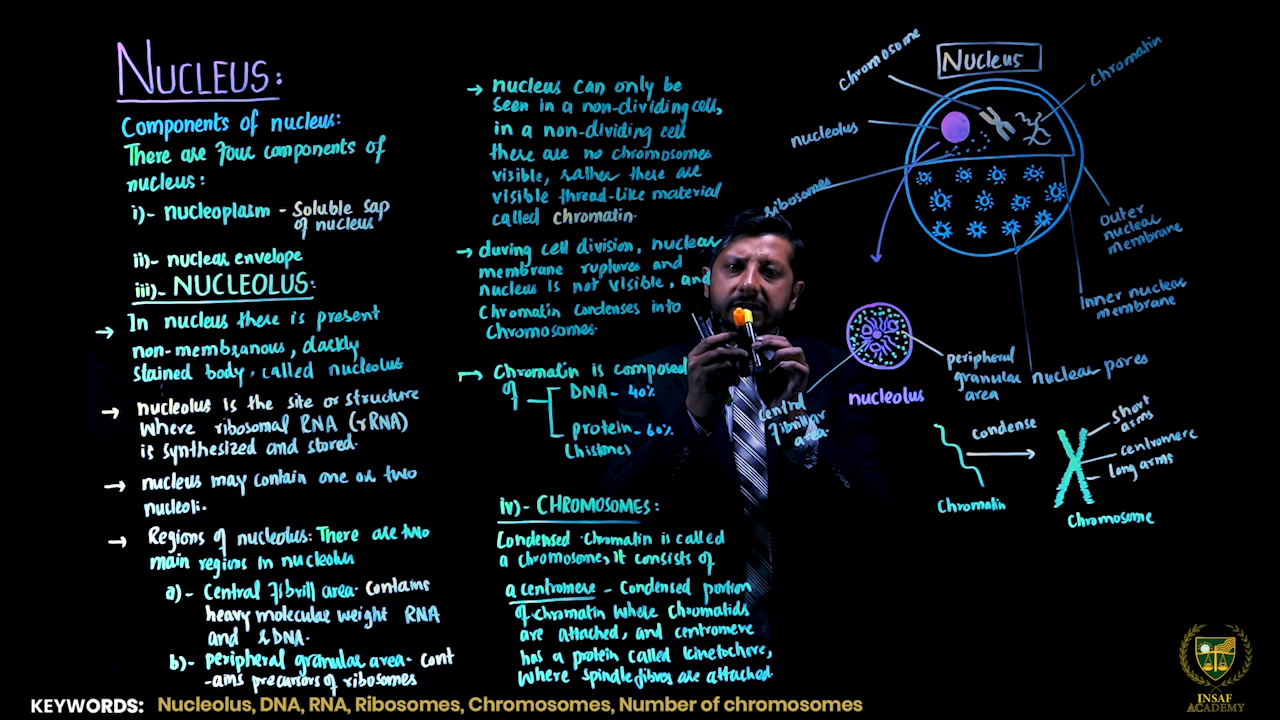 NUCLEUS:
Components of nucleus:
There are four components of
nucleus:
i)- nucleoplasm - Soluble sap
of nucleus
ii)- nuclear envelope
iii)- NUCLEOLUS:
→ In nucleus there is present
non-membranous, darkly
stained body, called nucleolus
→ nucleolus is the site or structure
where ribosomal RNA (rRNA)
is synthesized and stored.
→ nucleus may contain one or two
nucleoli.
→ Regions of nucleolus: There are two
main regions in nucleolus
a)- Central fibrill area. Contains
heavy molecular weight RNA
and rDNA.
b)- peripheral granular area- cont
-ains precursors of ribosomes
→ nucleus can only be
seen in a non-dividing cell,
in a non-dividing cell
there are no chromosomes
visible, rather there are
visible thread-like material
called chromatin.
→ during cell division, nuclear
membrane ruptures and
nucleus is not visible, and
Chromatin condenses into
Chromosomes.
→ Chromatin is composed
of
DNA - 40%
protein - 60%
(histones)
iv)- CHROMOSOMES:
Condensed Chromatin is called
a chromosome, It consists of
a centromere - Condensed portion
of chromatin where chromatids
are attached, and centromere
has a protein called kinetochere,
where spindle fibres are attached.
Nucleus
chromosome
chromatin
nucleolus
ribosomes
outer
nuclear
membrane
Inner nuclear
membrane
nuclear pores
peripheral
granular
area
nucleolus
central
fibrillar
area.
Condense
Chromatin
short
arms
centromere
long arms
Chromosome
INSAF
ACADEMY
KEYWORDS: Nucleolus, DNA, RNA, Ribosomes, Chromosomes, Number of chromosomes